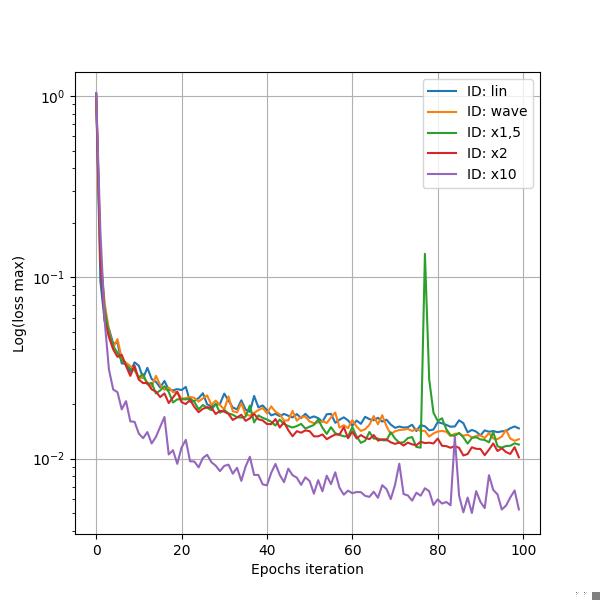 ID: lin
ID: wave
ID: x1,5
ID: x2
ID: x10
Log(loss max)
10⁰
10⁻¹
10⁻²
0 20 40 60 80 100
Epochs iteration